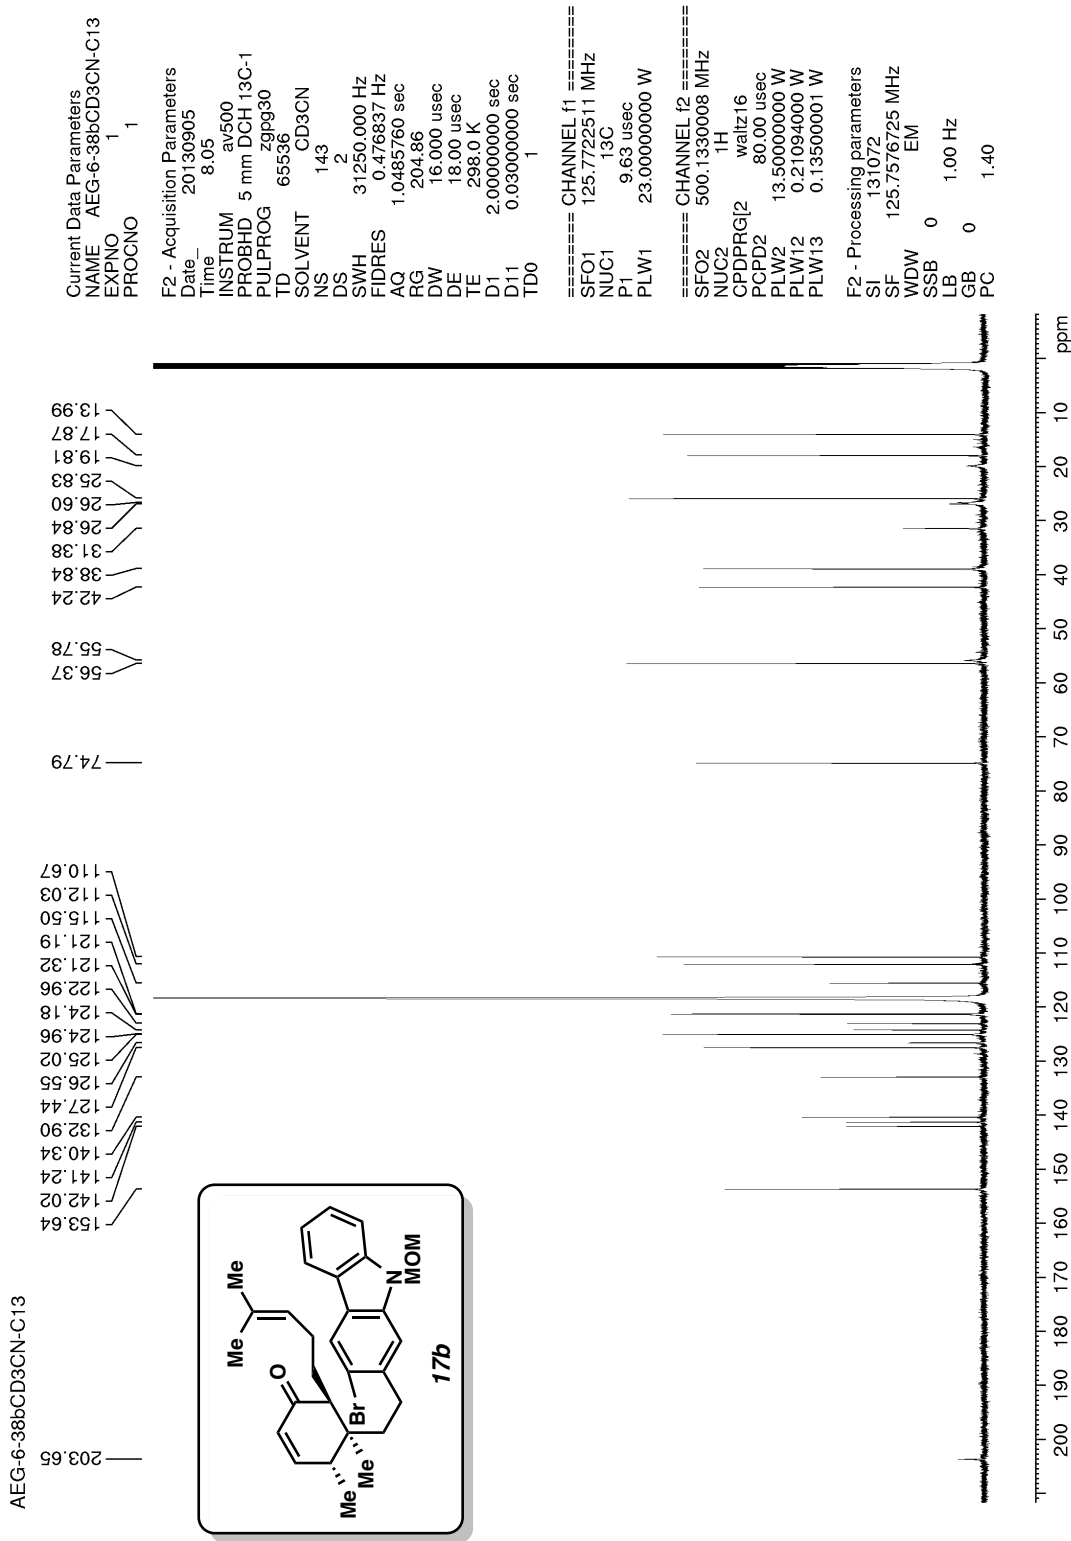 AEG-6-38bCD3CN-C13
203.65
153.64
142.02
141.24
140.34
132.90
127.44
126.55
125.02
124.96
124.18
122.96
121.32
121.19
115.50
112.03
110.67
74.79
56.37
55.78
42.24
38.84
31.38
26.84
26.60
25.83
19.81
17.87
13.99
Current Data Parameters
NAME AEG-6-38bCD3CN-C13
EXPNO 1
PROCNO 1
F2 - Acquisition Parameters
Date_ 20130905
Time 8.05
INSTRUM av500
PROBHD 5 mm DCH 13C-1
PULPROG zgpg30
TD 65536
SOLVENT CD3CN
NS 143
DS 2
SWH 31250.000 Hz
FIDRES 0.476837 Hz
AQ 1.0485760 sec
RG 204.86
DW 16.000 usec
DE 18.00 usec
TE 298.0 K
D1 2.00000000 sec
D11 0.03000000 sec
TD0 1
======== CHANNEL f1 ========
SFO1 125.7722511 MHz
NUC1 13C
P1 9.63 usec
PLW1 23.00000000 W
======== CHANNEL f2 ========
SFO2 500.1330008 MHz
NUC2 1H
CPDPRG[2 waltz16
PCPD2 80.00 usec
PLW2 13.50000000 W
PLW12 0.21094000 W
PLW13 0.13500001 W
F2 - Processing parameters
SI 131072
SF 125.7576725 MHz
WDW EM
SSB 0
LB 1.00 Hz
GB 0
PC 1.40
Me
Me
O
Br
N
MOM
Me
Me
17b
200 190 180 170 160 150 140 130 120 110 100 90 80 70 60 50 40 30 20 10 ppm